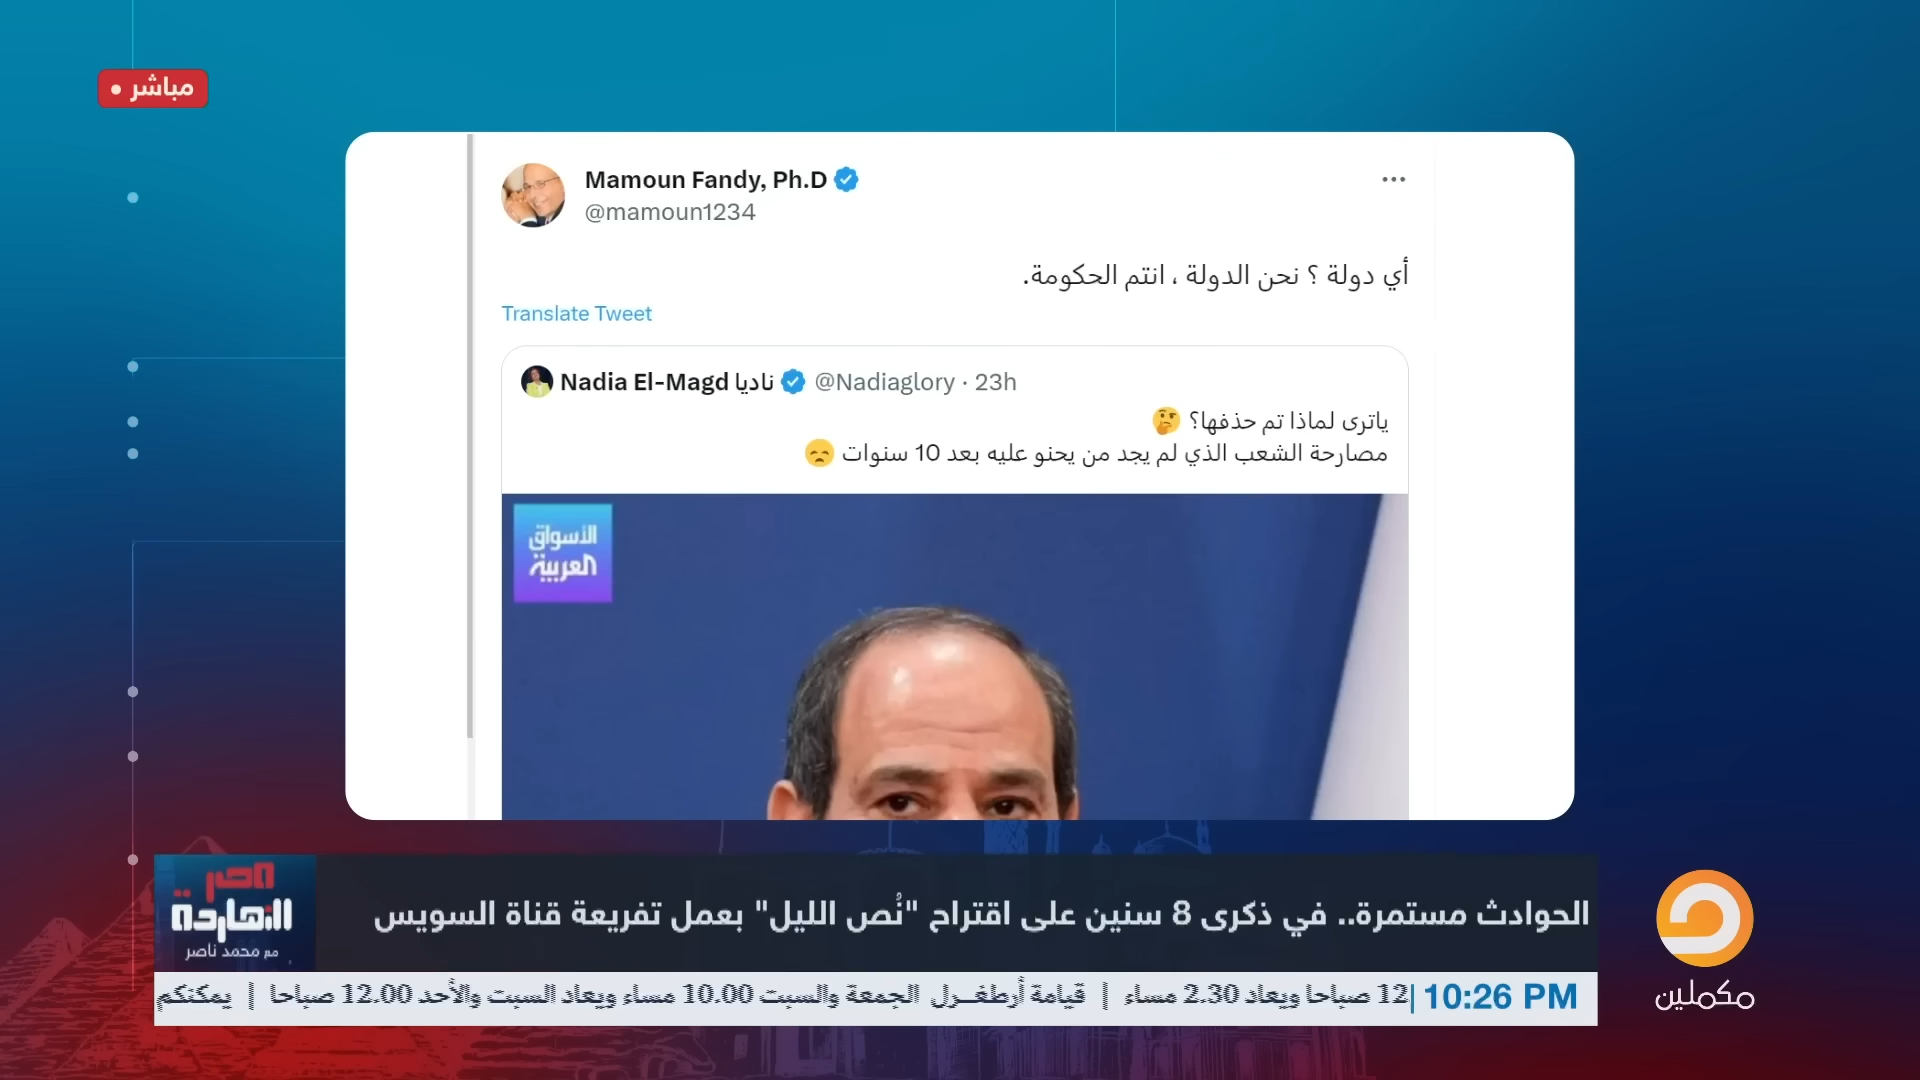 مباشر
Mamoun Fandy, Ph.D
@mamoun1234
أي دولة ؟ نحن الدولة ، انتم الحكومة.
Translate Tweet
Nadia El-Magd ناديا @Nadiaglory · 23h
ياترى لماذا تم حذفها؟ 🤔
مصارحة الشعب الذي لم يجد من يحنو عليه بعد 10 سنوات 😞
الأسواق
العربية
الحوادث مستمرة.. في ذكرى 8 سنين على اقتراح "نُص الليل" بعمل تفريعة قناة السويس
مصر
النهاردة
مع محمد ناصر
10:26 PM
12 صباحا ويعاد 2.30 مساء | قيامة أرطغـرل الجمعة والسبت 10.00 مساء ويعاد السبت والأحد 12.00 صباحا | يمكنكم
مكملين